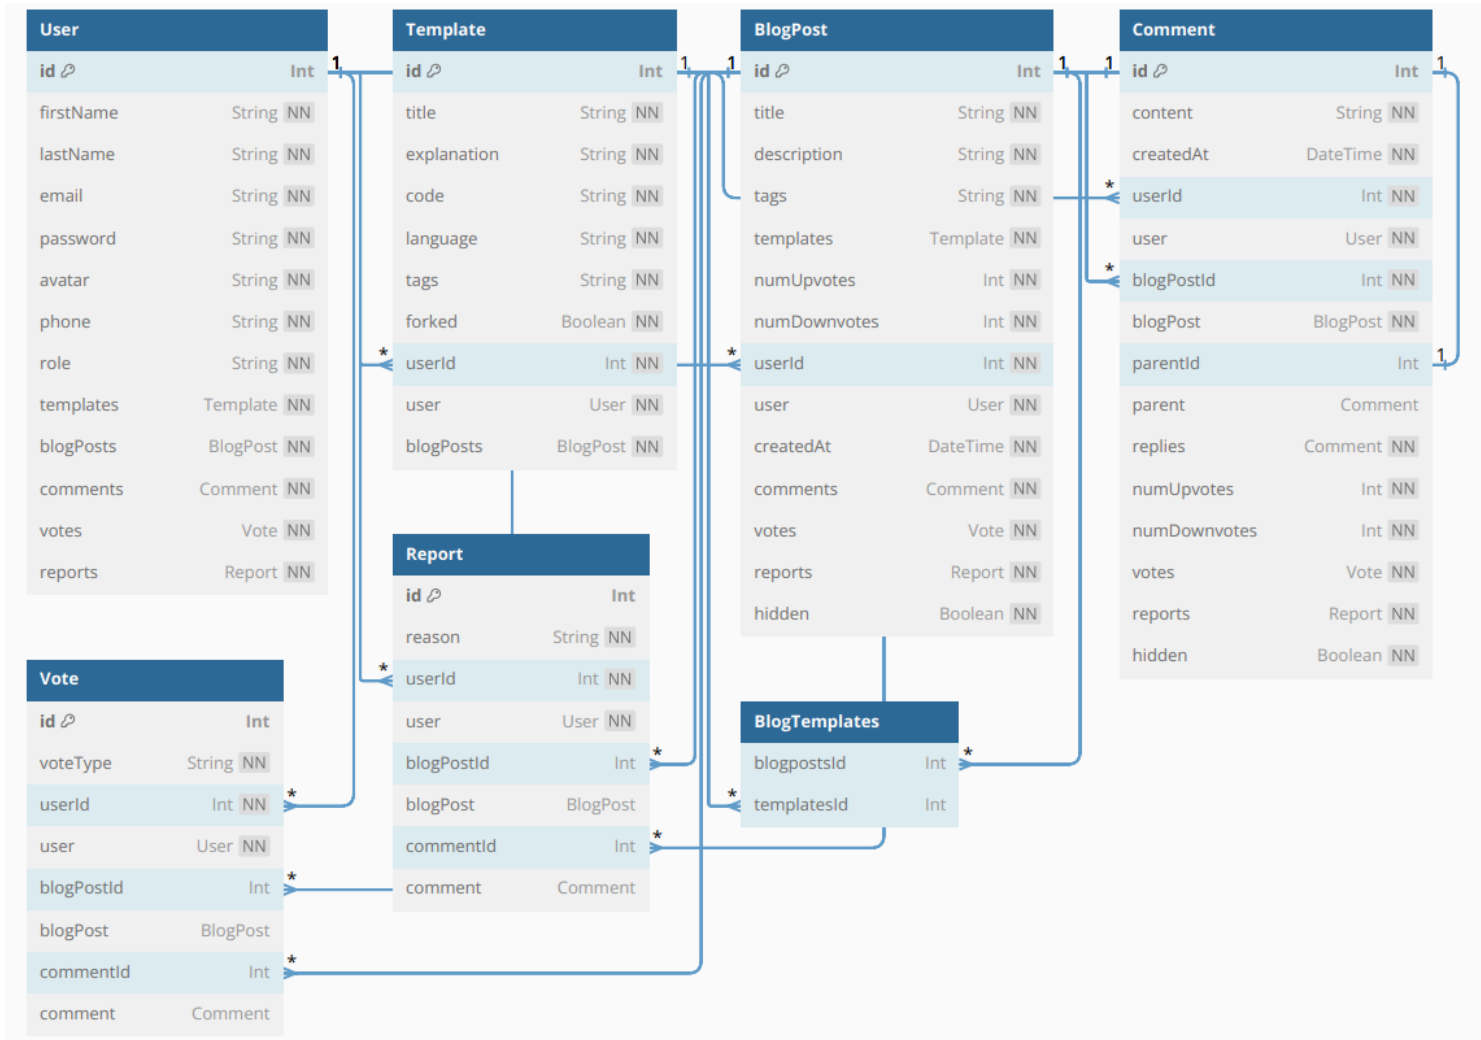 User
id Int
firstName String NN
lastName String NN
email String NN
password String NN
avatar String NN
phone String NN
role String NN
templates Template NN
blogPosts BlogPost NN
comments Comment NN
votes Vote NN
reports Report NN
1
Template
id Int
title String NN
explanation String NN
code String NN
language String NN
tags String NN
forked Boolean NN
* userId Int NN
user User NN
blogPosts BlogPost NN
1
1
BlogPost
id Int
title String NN
description String NN
tags String NN
templates Template NN
numUpvotes Int NN
numDownvotes Int NN
* userId Int NN
user User NN
createdAt DateTime NN
comments Comment NN
votes Vote NN
reports Report NN
hidden Boolean NN
1
1
Comment
id Int 1
content String NN
createdAt DateTime NN
* userId Int NN
user User NN
* blogPostId Int NN
blogPost BlogPost NN
parentId Int 1
parent Comment
replies Comment NN
numUpvotes Int NN
numDownvotes Int NN
votes Vote NN
reports Report NN
hidden Boolean NN
Report
id Int
reason String NN
* userId Int NN
user User NN
blogPostId Int *
blogPost BlogPost
commentId Int *
comment Comment
Vote
id Int
voteType String NN
userId Int NN *
user User NN
blogPostId Int *
blogPost BlogPost
commentId Int *
comment Comment
BlogTemplates
blogpostsId Int *
* templatesId Int